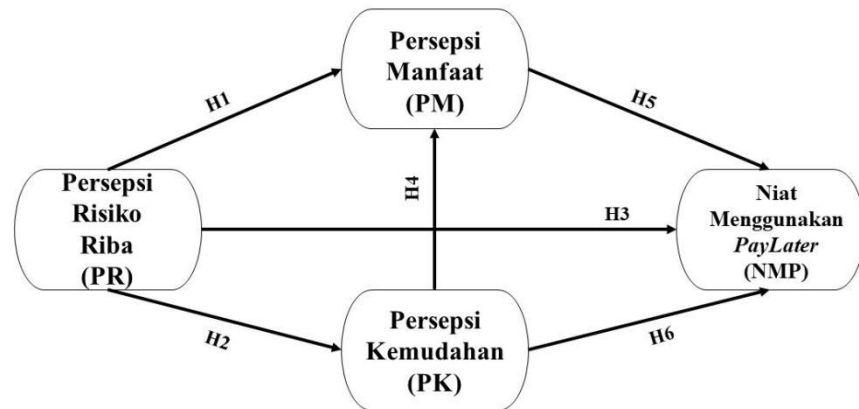 Persepsi
Manfaat
(PM)
H1
H5
Persepsi
Risiko
Riba
(PR)
H4
H3
Niat
Menggunakan
PayLater
(NMP)
H2
Persepsi
Kemudahan
(PK)
H6